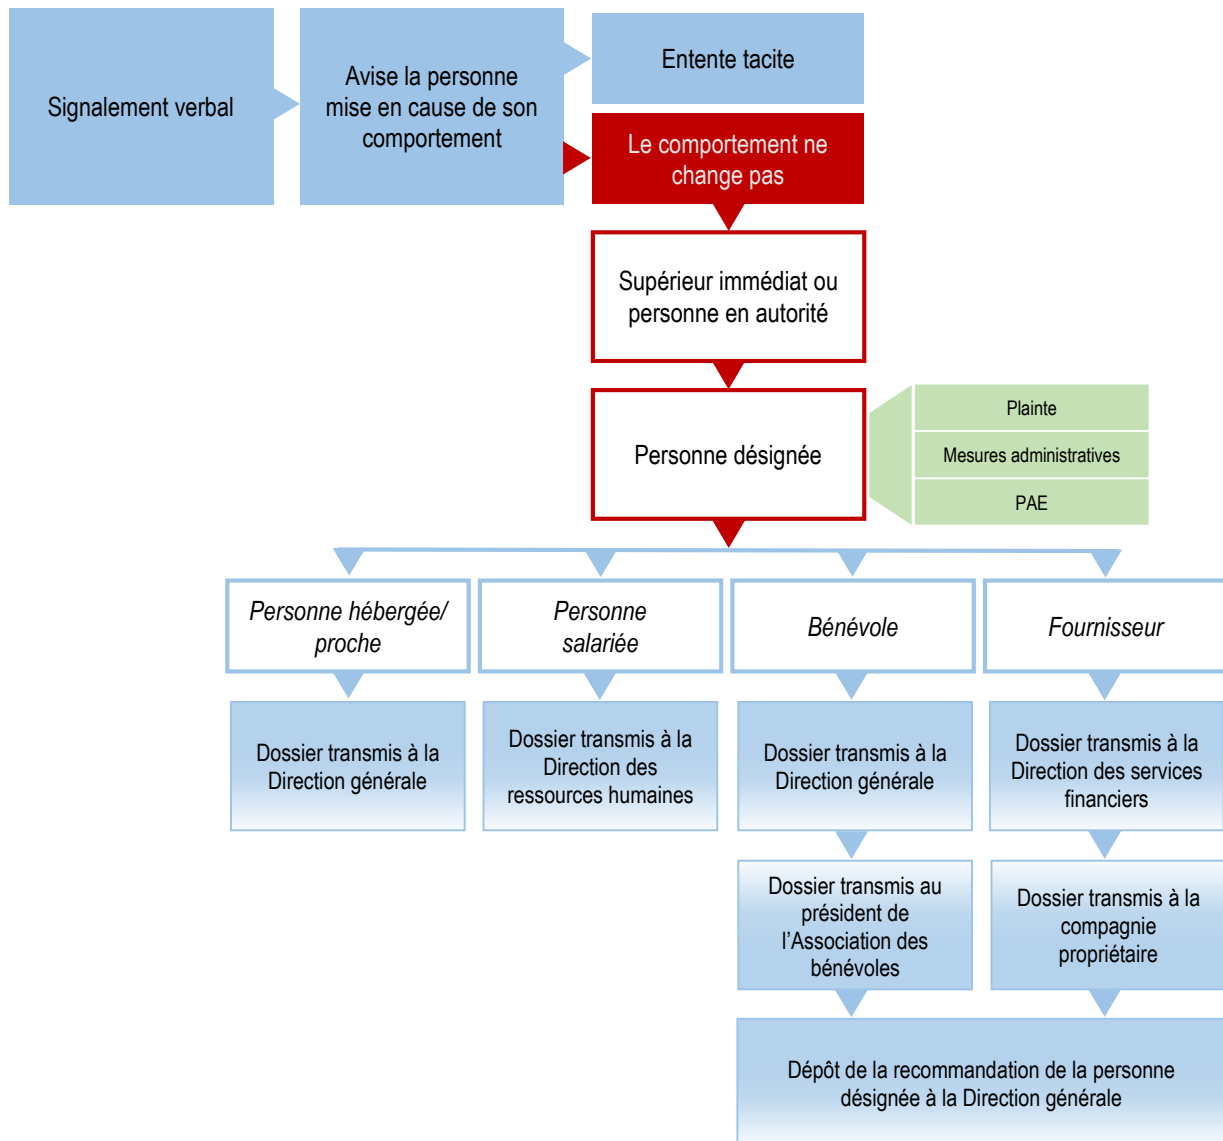 Signalement verbal
Avise la personne
mise en cause de son
comportement
Entente tacite
Le comportement ne
change pas
Supérieur immédiat ou
personne en autorité
Personne désignée
Plainte
Mesures administratives
PAE
Personne hébergée/
proche
Personne
salariée
Bénévole
Fournisseur
Dossier transmis à la
Direction générale
Dossier transmis à la
Direction des
ressources humaines
Dossier transmis à la
Direction générale
Dossier transmis à la
Direction des services
financiers
Dossier transmis au
président de
l’Association des
bénévoles
Dossier transmis à la
compagnie
propriétaire
Dépôt de la recommandation de la personne
désignée à la Direction générale